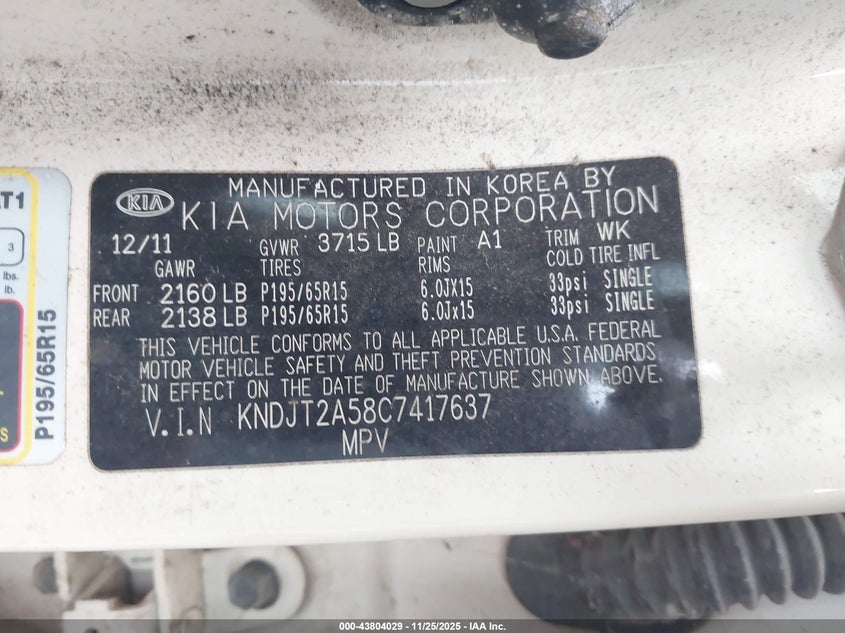 KIA
MANUFACTURED IN KOREA BY
KIA MOTORS CORPORATION
12/11 GVWR 3715 LB PAINT A1 TRIM WK
GAWR TIRES RIMS COLD TIRE INFL
FRONT 2160 LB P195/65R15 6.0JX15 33psi SINGLE
REAR 2138 LB P195/65R15 6.0Jx15 33psi SINGLE
THIS VEHICLE CONFORMS TO ALL APPLICABLE U.S.A. FEDERAL
MOTOR VEHICLE SAFETY AND THEFT PREVENTION STANDARDS
IN EFFECT ON THE DATE OF MANUFACTURE SHOWN ABOVE.
V.I.N KNDJT2A58C7417637
MPV
3
lbs.
lb.
P195/65R15
000-43804029 - 11/25/2025 - IAA Inc.